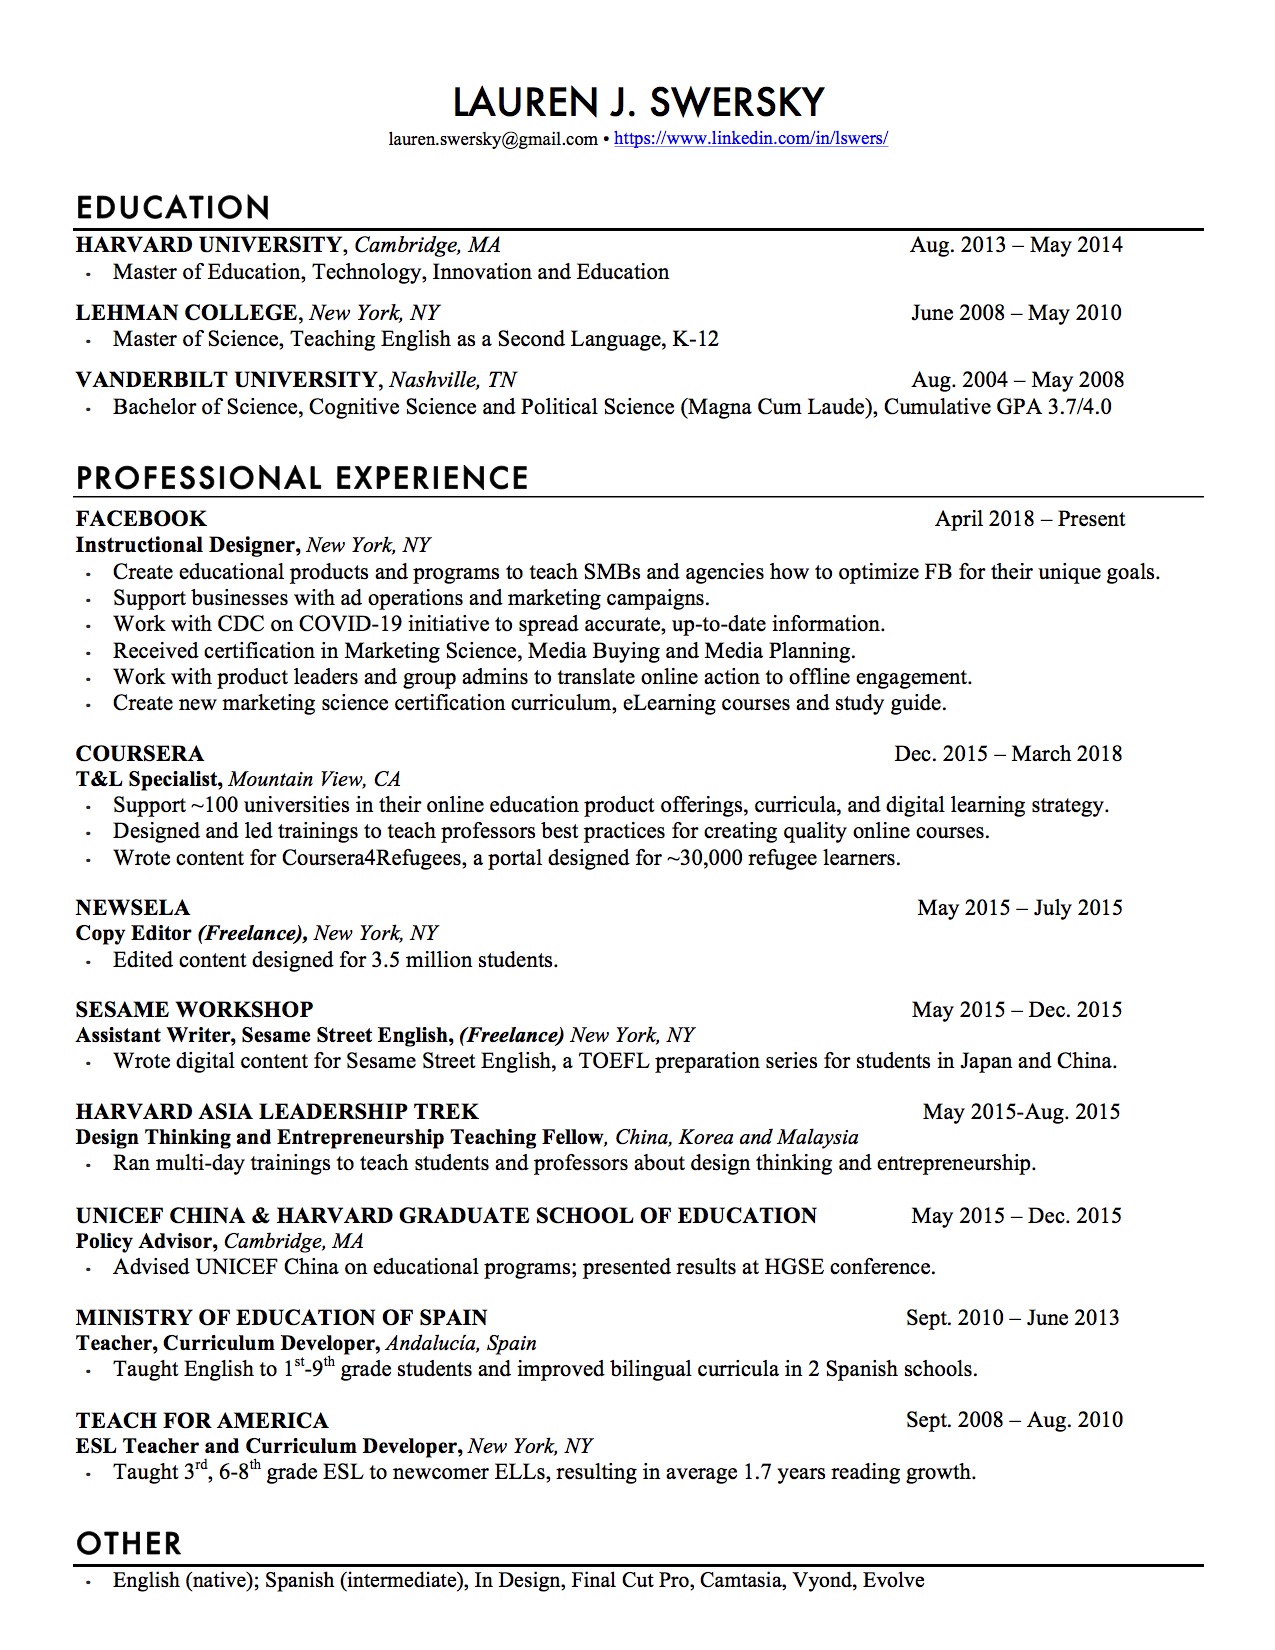 LAUREN J. SWERSKY
lauren.swersky@gmail.com • https://www.linkedin.com/in/lswers/
EDUCATION
HARVARD UNIVERSITY, Cambridge, MA Aug. 2013 – May 2014
- Master of Education, Technology, Innovation and Education
LEHMAN COLLEGE, New York, NY June 2008 – May 2010
- Master of Science, Teaching English as a Second Language, K-12
VANDERBILT UNIVERSITY, Nashville, TN Aug. 2004 – May 2008
- Bachelor of Science, Cognitive Science and Political Science (Magna Cum Laude), Cumulative GPA 3.7/4.0
PROFESSIONAL EXPERIENCE
FACEBOOK April 2018 – Present
Instructional Designer, New York, NY
- Create educational products and programs to teach SMBs and agencies how to optimize FB for their unique goals.
- Support businesses with ad operations and marketing campaigns.
- Work with CDC on COVID-19 initiative to spread accurate, up-to-date information.
- Received certification in Marketing Science, Media Buying and Media Planning.
- Work with product leaders and group admins to translate online action to offline engagement.
- Create new marketing science certification curriculum, eLearning courses and study guide.
COURSERA Dec. 2015 – March 2018
T&L Specialist, Mountain View, CA
- Support ~100 universities in their online education product offerings, curricula, and digital learning strategy.
- Designed and led trainings to teach professors best practices for creating quality online courses.
- Wrote content for Coursera4Refugees, a portal designed for ~30,000 refugee learners.
NEWSELA May 2015 – July 2015
Copy Editor (Freelance), New York, NY
- Edited content designed for 3.5 million students.
SESAME WORKSHOP May 2015 – Dec. 2015
Assistant Writer, Sesame Street English, (Freelance) New York, NY
- Wrote digital content for Sesame Street English, a TOEFL preparation series for students in Japan and China.
HARVARD ASIA LEADERSHIP TREK May 2015-Aug. 2015
Design Thinking and Entrepreneurship Teaching Fellow, China, Korea and Malaysia
- Ran multi-day trainings to teach students and professors about design thinking and entrepreneurship.
UNICEF CHINA & HARVARD GRADUATE SCHOOL OF EDUCATION May 2015 – Dec. 2015
Policy Advisor, Cambridge, MA
- Advised UNICEF China on educational programs; presented results at HGSE conference.
MINISTRY OF EDUCATION OF SPAIN Sept. 2010 – June 2013
Teacher, Curriculum Developer, Andalucía, Spain
- Taught English to 1st-9th grade students and improved bilingual curricula in 2 Spanish schools.
TEACH FOR AMERICA Sept. 2008 – Aug. 2010
ESL Teacher and Curriculum Developer, New York, NY
- Taught 3rd, 6-8th grade ESL to newcomer ELLs, resulting in average 1.7 years reading growth.
OTHER
- English (native); Spanish (intermediate), In Design, Final Cut Pro, Camtasia, Vyond, Evolve